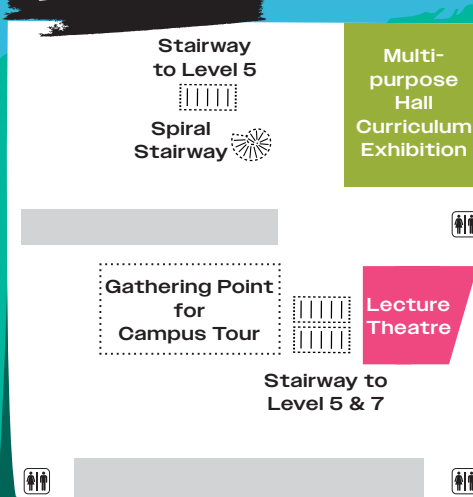 Stairway
to Level 5
Spiral
Stairway
Multi-
purpose
Hall
Curriculum
Exhibition
Gathering Point
for
Campus Tour
Lecture
Theatre
Stairway to
Level 5 & 7